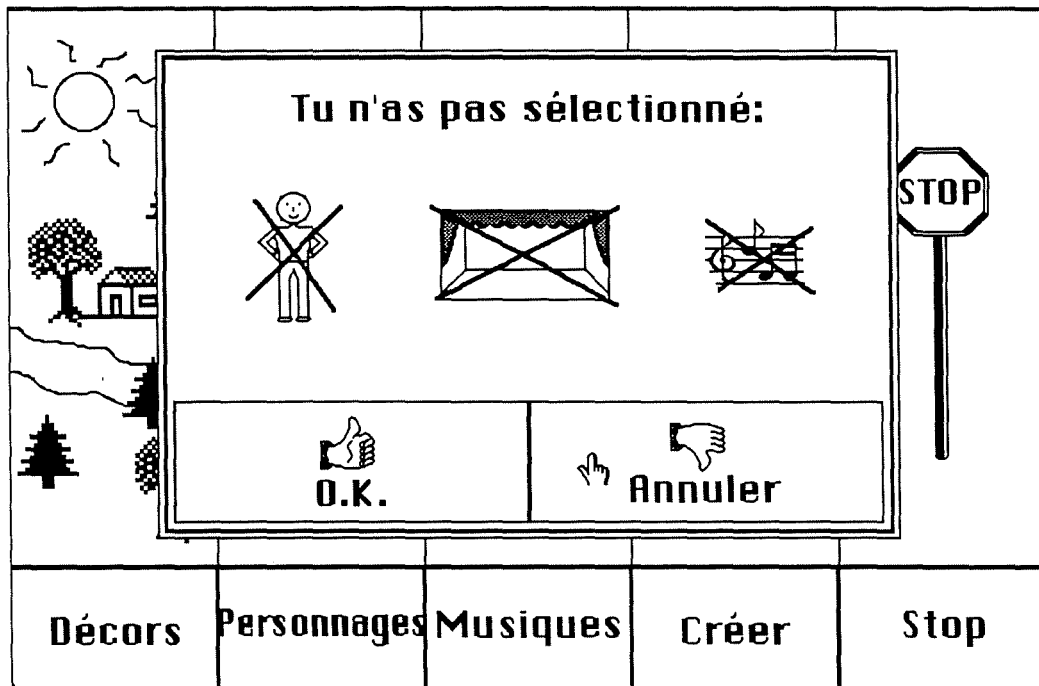 Tu n'as pas sélectionné:
STOP
O.K.
Annuler
Décors
Personnages
Musiques
Créer
Stop